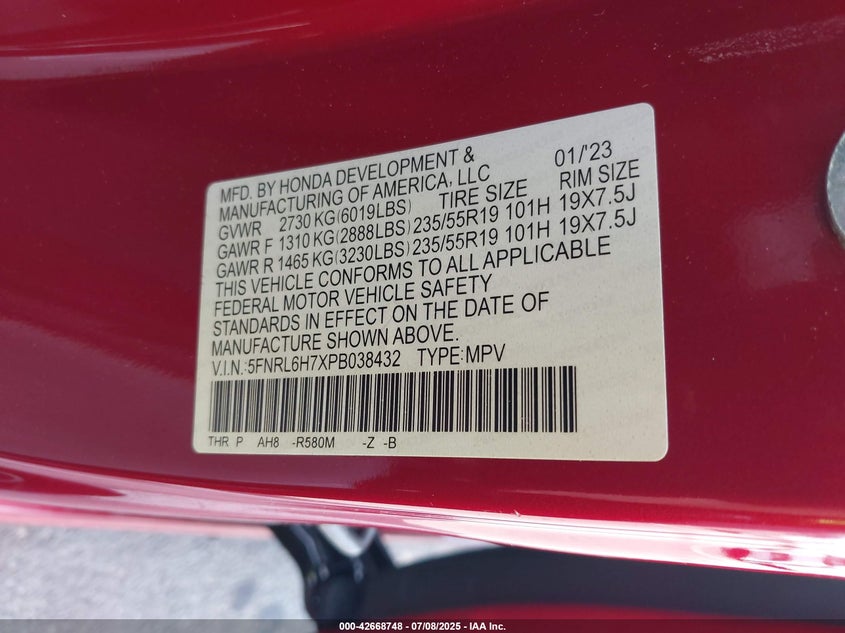 MFD. BY HONDA DEVELOPMENT & 01/'23
MANUFACTURING OF AMERICA, LLC
GVWR 2730 KG(6019LBS) TIRE SIZE RIM SIZE
GAWR F 1310 KG(2888LBS) 235/55R19 101H 19X7.5J
GAWR R 1465 KG(3230LBS) 235/55R19 101H 19X7.5J
THIS VEHICLE CONFORMS TO ALL APPLICABLE
FEDERAL MOTOR VEHICLE SAFETY
STANDARDS IN EFFECT ON THE DATE OF
MANUFACTURE SHOWN ABOVE.
V.I.N.:5FNRL6H7XPB038432 TYPE:MPV
THR P AH8 -R580M -Z -B
000-42668748 - 07/08/2025 - IAA Inc.